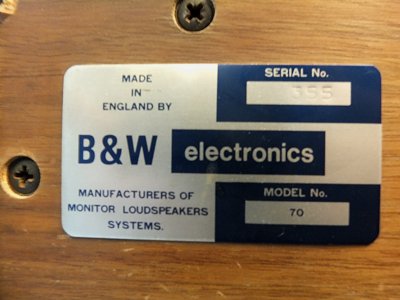 MADE
IN
ENGLAND BY
B&W electronics
MANUFACTURERS OF
MONITOR LOUDSPEAKERS
SYSTEMS.
SERIAL No.
355
MODEL No.
70